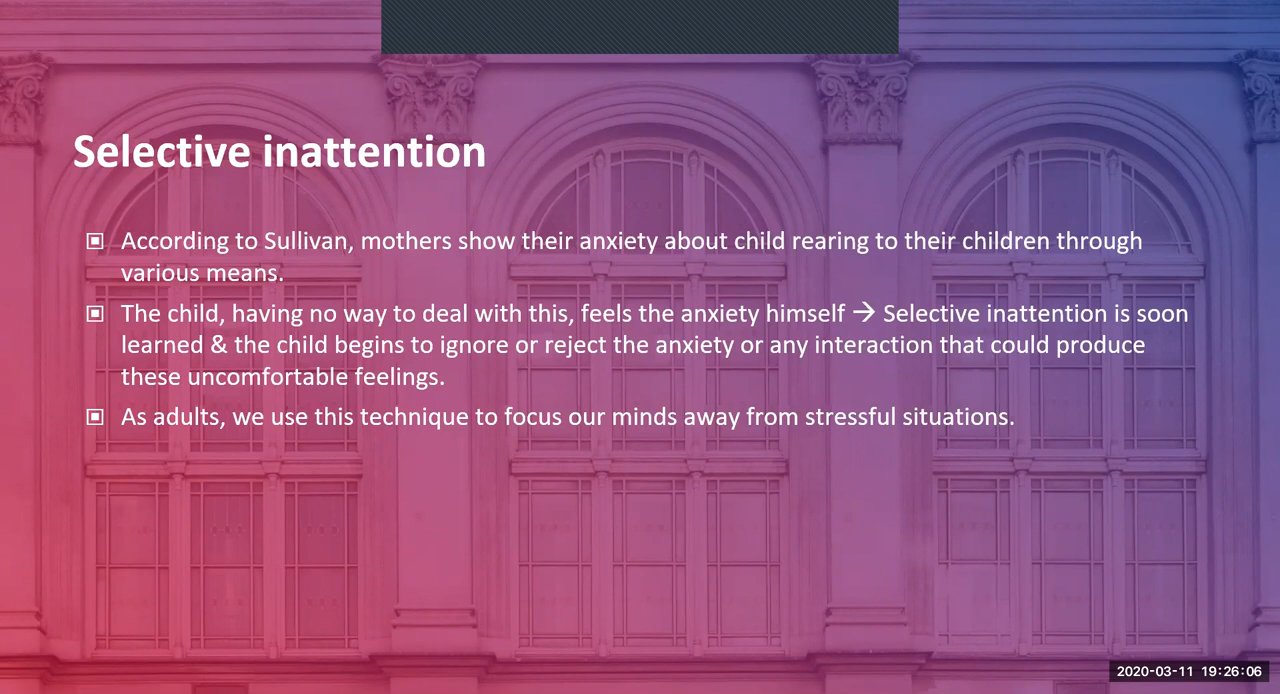 Selective inattention
According to Sullivan, mothers show their anxiety about child rearing to their children through
various means.
The child, having no way to deal with this, feels the anxiety himself → Selective inattention is soon
learned & the child begins to ignore or reject the anxiety or any interaction that could produce
these uncomfortable feelings.
As adults, we use this technique to focus our minds away from stressful situations.
2020-03-11 19:26:06